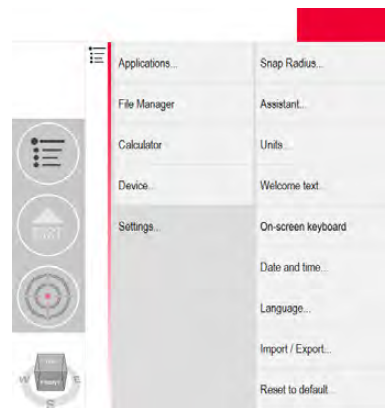 Applications...
File Manager
Calculator
Device...
Settings...
Snap Radius...
Assistant...
Units...
Welcome text...
On-screen keyboard
Date and time...
Language...
Import / Export...
Reset to default...
W
FRONT
E
S